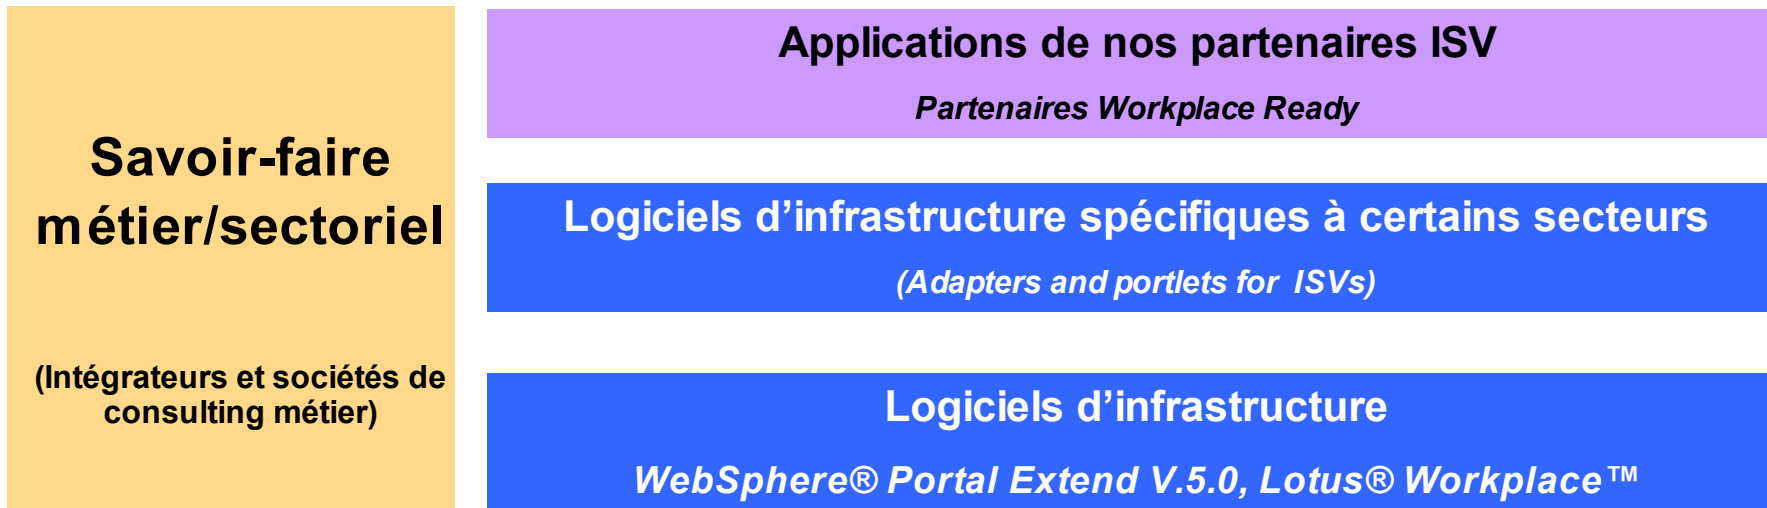 Savoir-faire
métier/sectoriel
(Intégrateurs et sociétés de
consulting métier)
Applications de nos partenaires ISV
Partenaires Workplace Ready
Logiciels d’infrastructure spécifiques à certains secteurs
(Adapters and portlets for ISVs)
Logiciels d’infrastructure
WebSphere® Portal Extend V.5.0, Lotus® Workplace™